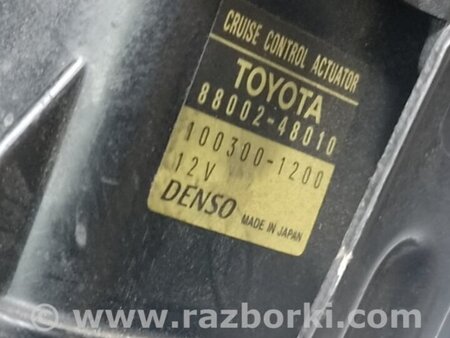 CRUISE CONTROL ACTUATOR
TOYOTA
88002-48010
100300-1200
12V
DENSO MADE IN JAPAN
www.razborki.com